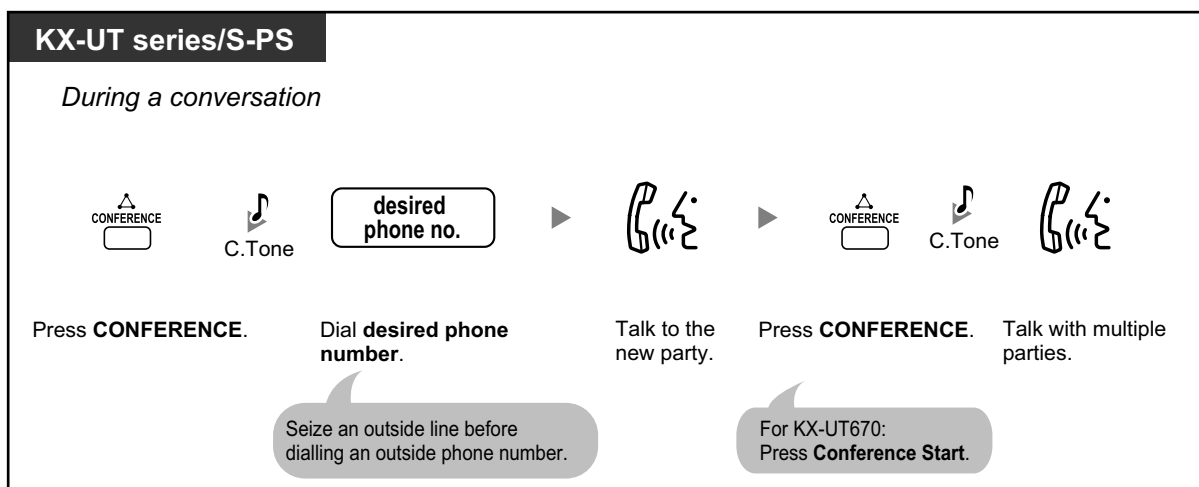 KX-UT series/S-PS
During a conversation
CONFERENCE
C.Tone
desired
phone no.
CONFERENCE
C.Tone
Press CONFERENCE.
Dial desired phone
number.
Talk to the
new party.
Press CONFERENCE.
Talk with multiple
parties.
Seize an outside line before
dialling an outside phone number.
For KX-UT670:
Press Conference Start.